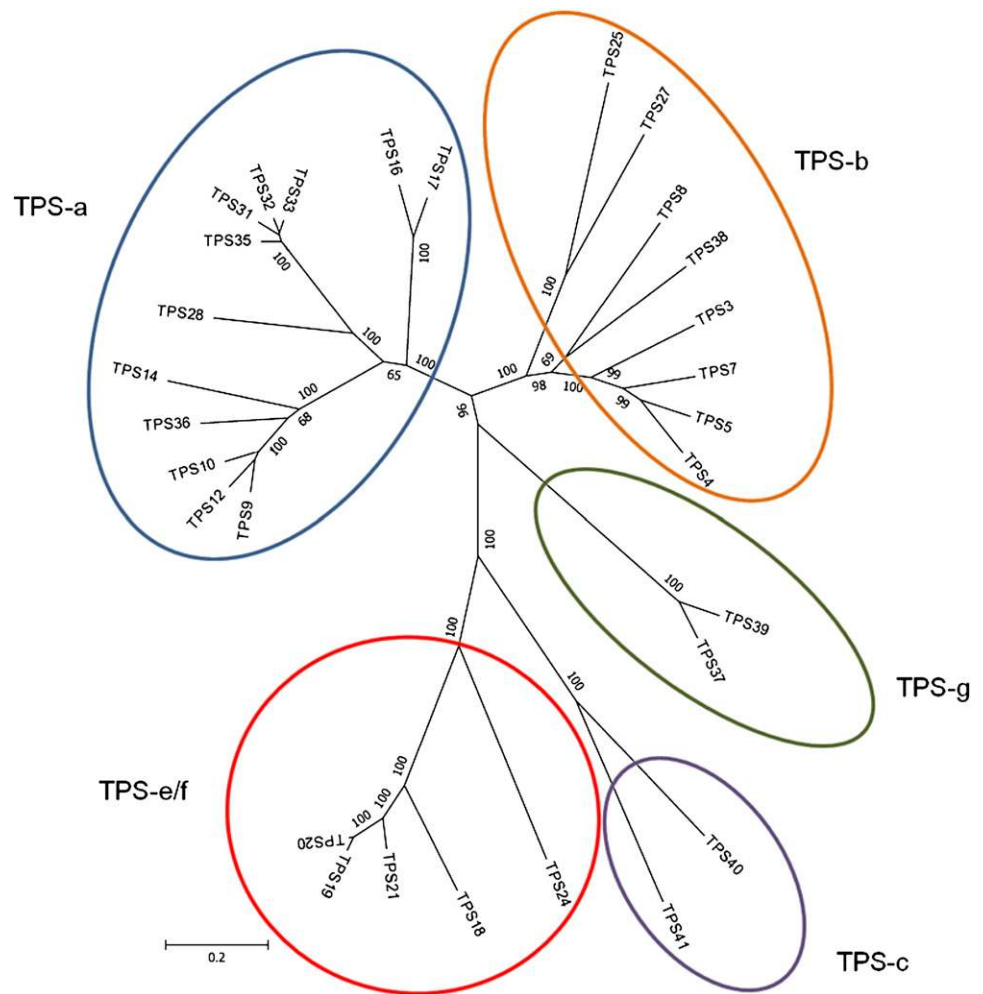 TPS-a
TPS16
TPS17
TPS33
TPS32
TPS31
TPS35
100
100
TPS28
100
100
65
TPS14
100
TPS36
68
100
TPS10
TPS12
TPS9
TPS-b
TPS25
TPS27
TPS8
TPS38
TPS3
TPS7
TPS5
TPS4
100
69
99
100
98
100
99
96
100
TPS-g
100
TPS39
TPS37
TPS-e/f
100
100
100
100
TPS20
TPS19
TPS21
TPS18
TPS24
TPS-c
100
TPS40
TPS41
0.2